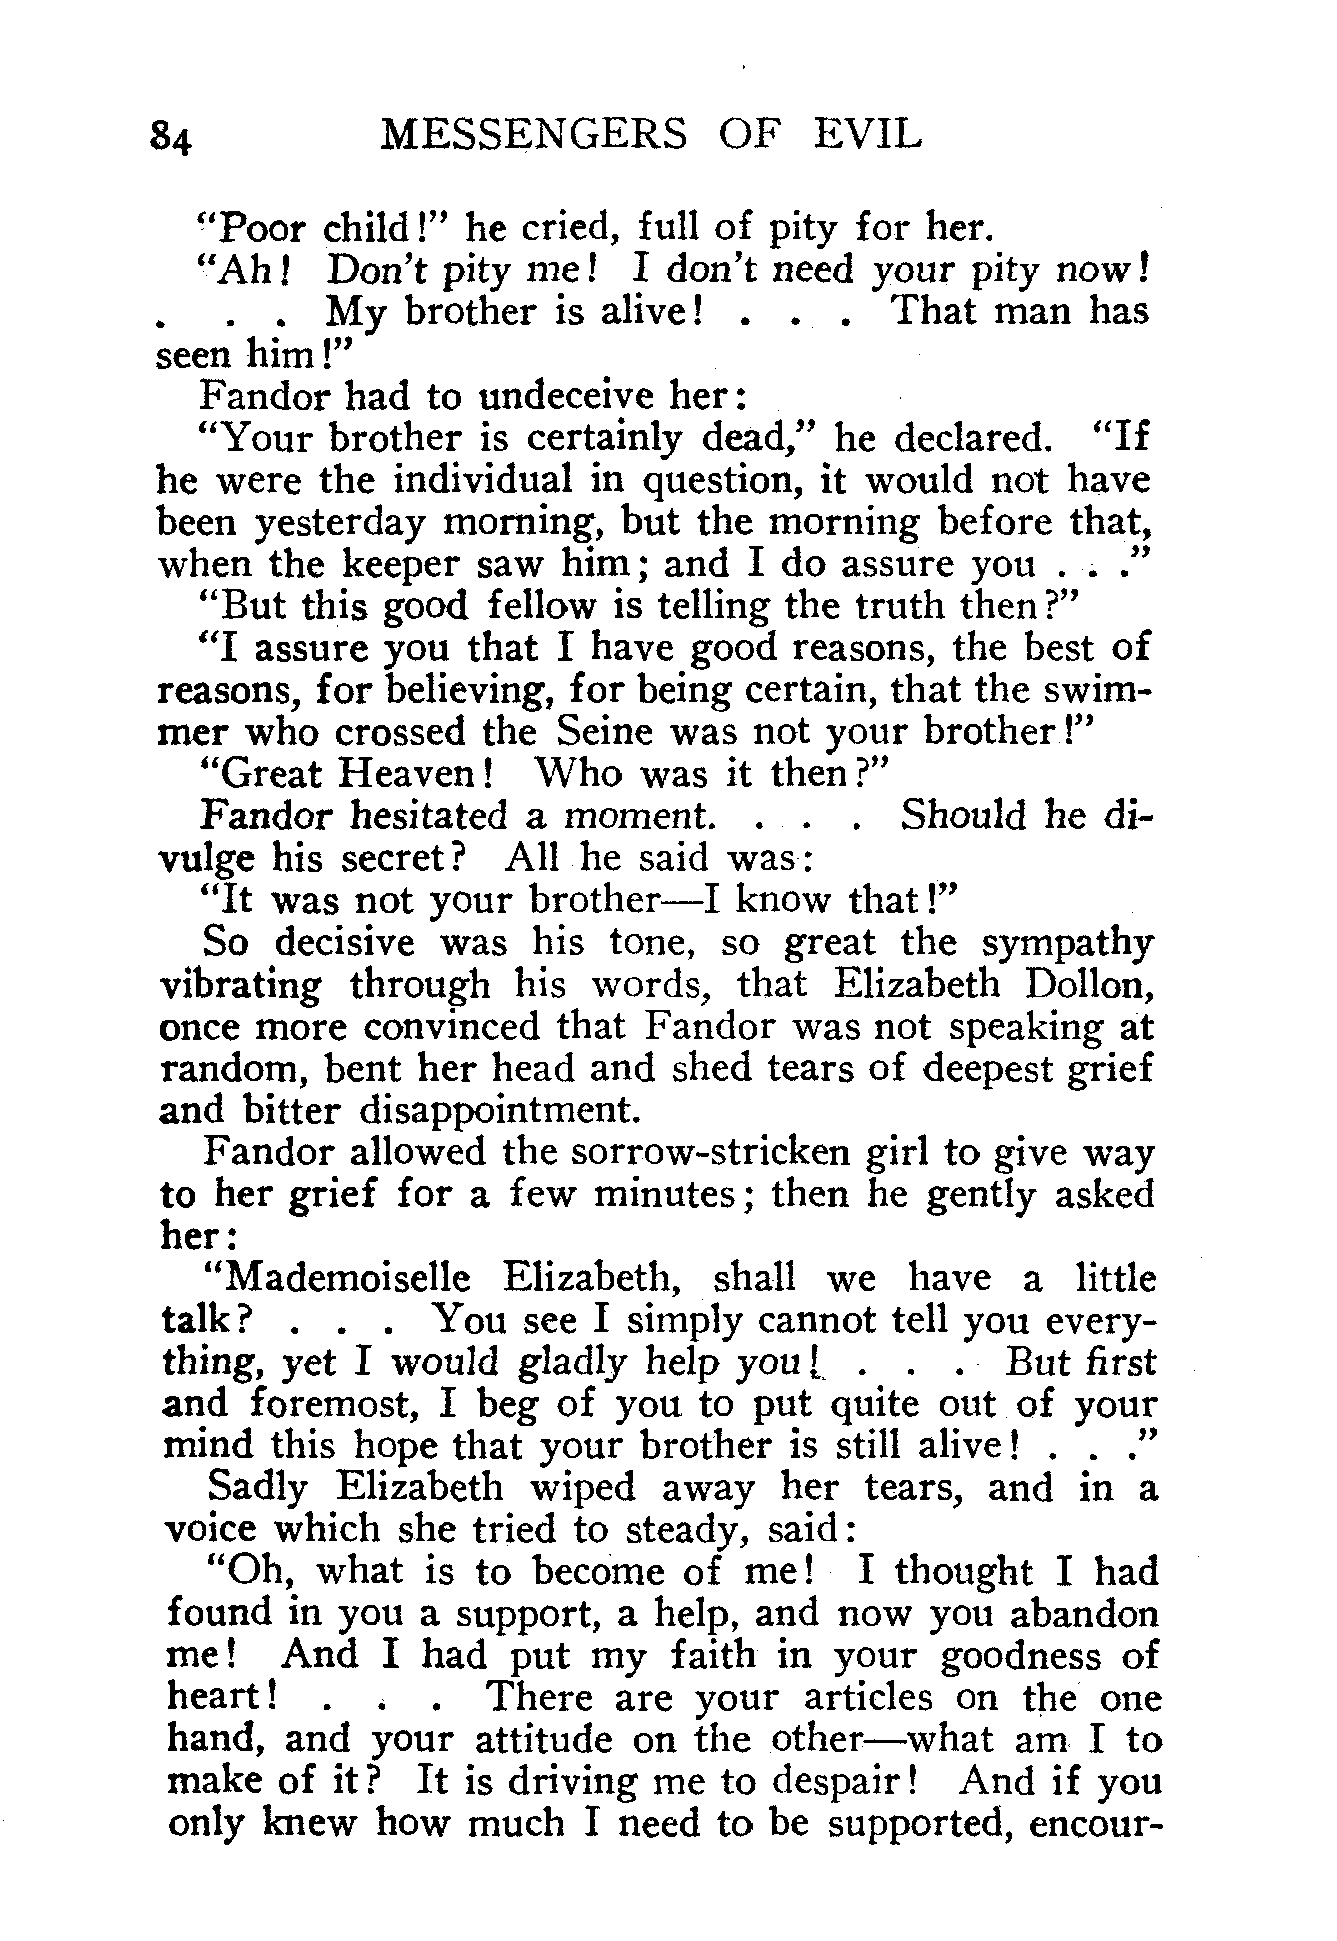 84 MESSENGERS OF EVIL
"Poor child!" he cried, full of pity for her.
"Ah! Don't pity me! I don't need your pity now!
. . . My brother is alive! . . . That man has
seen him!"
Fandor had to undeceive her:
"Your brother is certainly dead," he declared. "If
he were the individual in question, it would not have
been yesterday morning, but the morning before that,
when the keeper saw him; and I do assure you . . ."
"But this good fellow is telling the truth then?"
"I assure you that I have good reasons, the best of
reasons, for believing, for being certain, that the swim-
mer who crossed the Seine was not your brother!"
"Great Heaven! Who was it then?"
Fandor hesitated a moment. . . . Should he di-
vulge his secret? All he said was:
"It was not your brother—I know that!"
So decisive was his tone, so great the sympathy
vibrating through his words, that Elizabeth Dollon,
once more convinced that Fandor was not speaking at
random, bent her head and shed tears of deepest grief
and bitter disappointment.
Fandor allowed the sorrow-stricken girl to give way
to her grief for a few minutes; then he gently asked
her:
"Mademoiselle Elizabeth, shall we have a little
talk? . . . You see I simply cannot tell you every-
thing, yet I would gladly help you! . . . But first
and foremost, I beg of you to put quite out of your
mind this hope that your brother is still alive! . . ."
Sadly Elizabeth wiped away her tears, and in a
voice which she tried to steady, said:
"Oh, what is to become of me! I thought I had
found in you a support, a help, and now you abandon
me! And I had put my faith in your goodness of
heart! . . . There are your articles on the one
hand, and your attitude on the other—what am I to
make of it? It is driving me to despair! And if you
only knew how much I need to be supported, encour-